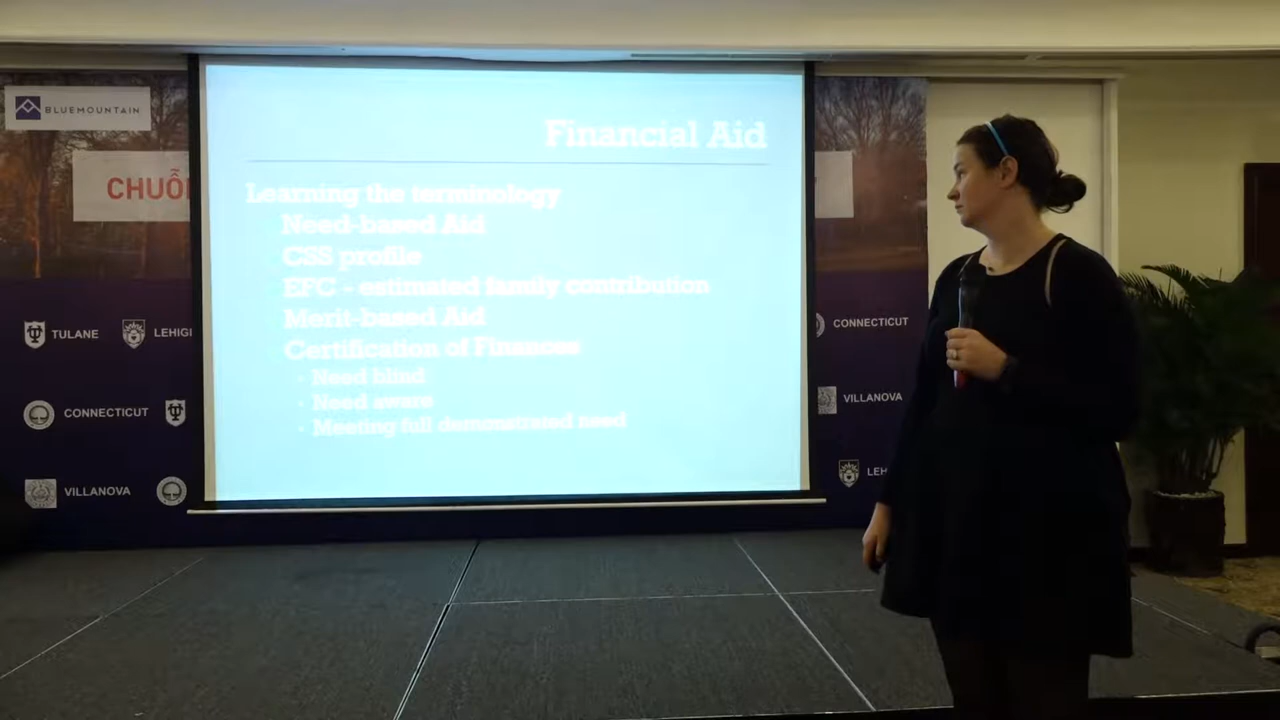 BLUEMOUNTAIN
CHUỖ
Financial Aid
Learning the terminology
Need-based Aid
CSS profile
EFC - estimated family contribution
Merit-based Aid
Certification of Finances
· Need blind
· Need aware
· Meeting full demonstrated need
TULANE
LEHIG
CONNECTICUT
CONNECTICUT
VILLANOVA
VILLANOVA
LEH